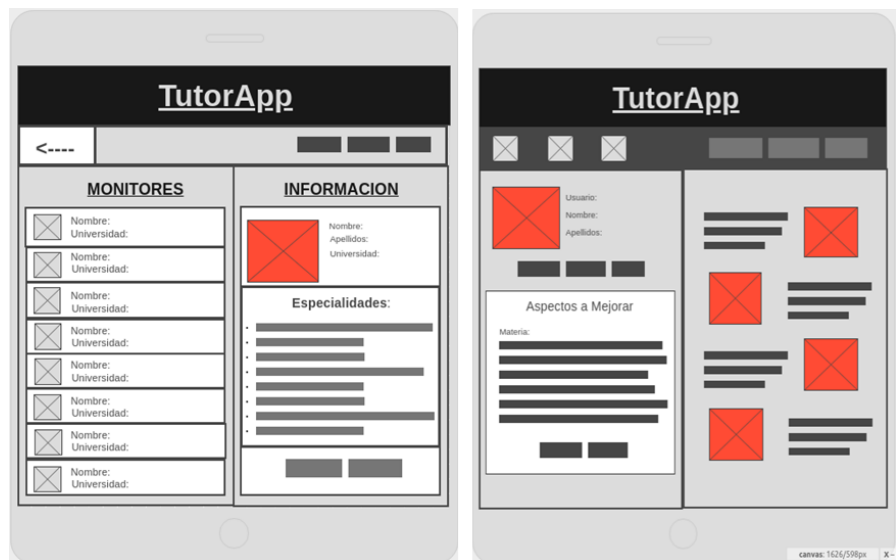 TutorApp
<----
MONITORES
Nombre:
Universidad:
Nombre:
Universidad:
Nombre:
Universidad:
Nombre:
Universidad:
Nombre:
Universidad:
Nombre:
Universidad:
Nombre:
Universidad:
Nombre:
Universidad:
INFORMACION
Nombre:
Apellidos:
Universidad:
Especialidades:
TutorApp
Usuario:
Nombre:
Apellidos:
Aspectos a Mejorar
Materia:
canvas: 1626/598px X